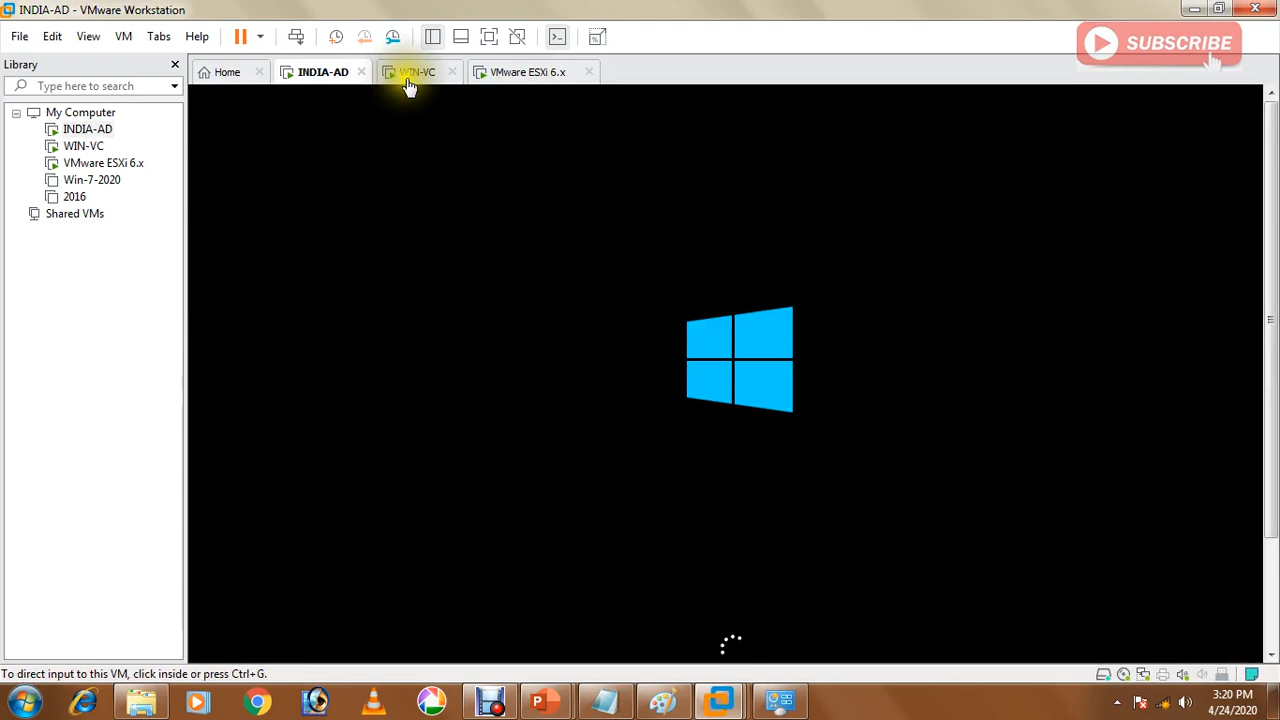 INDIA-AD - VMware Workstation
File Edit View VM Tabs Help
SUBSCRIBE
Library
Type here to search
Home
INDIA-AD
WIN-VC
VMware ESXi 6.x
My Computer
INDIA-AD
WIN-VC
VMware ESXi 6.x
Win-7-2020
2016
Shared VMs
To direct input to this VM, click inside or press Ctrl+G.
3:20 PM
4/24/2020